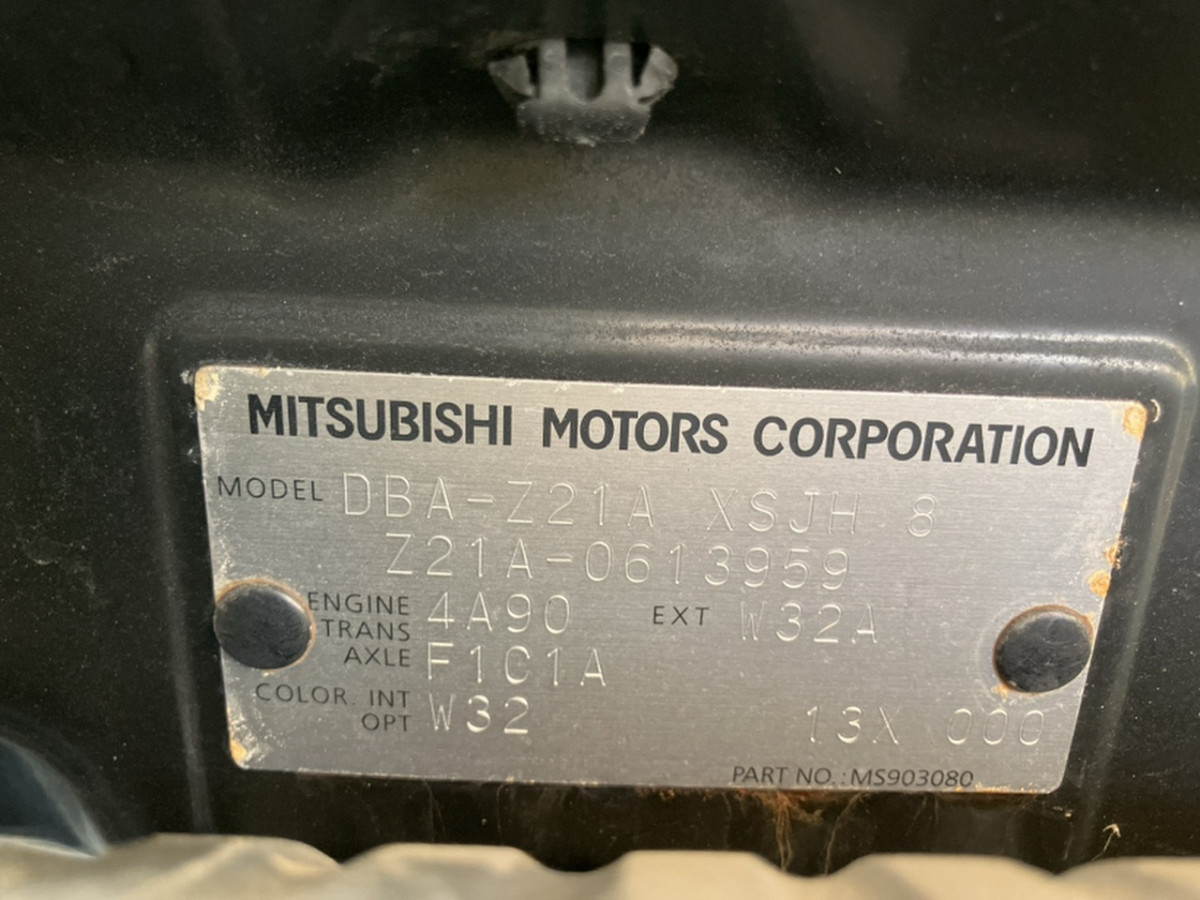 MITSUBISHI MOTORS CORPORATION
MODEL DBA-Z21A XSJH 8
Z21A-0613959
ENGINE 4A90 EXT W32A
TRANS
AXLE F1C1A
COLOR. INT
OPT W32 13X 000
PART NO.: MS903080